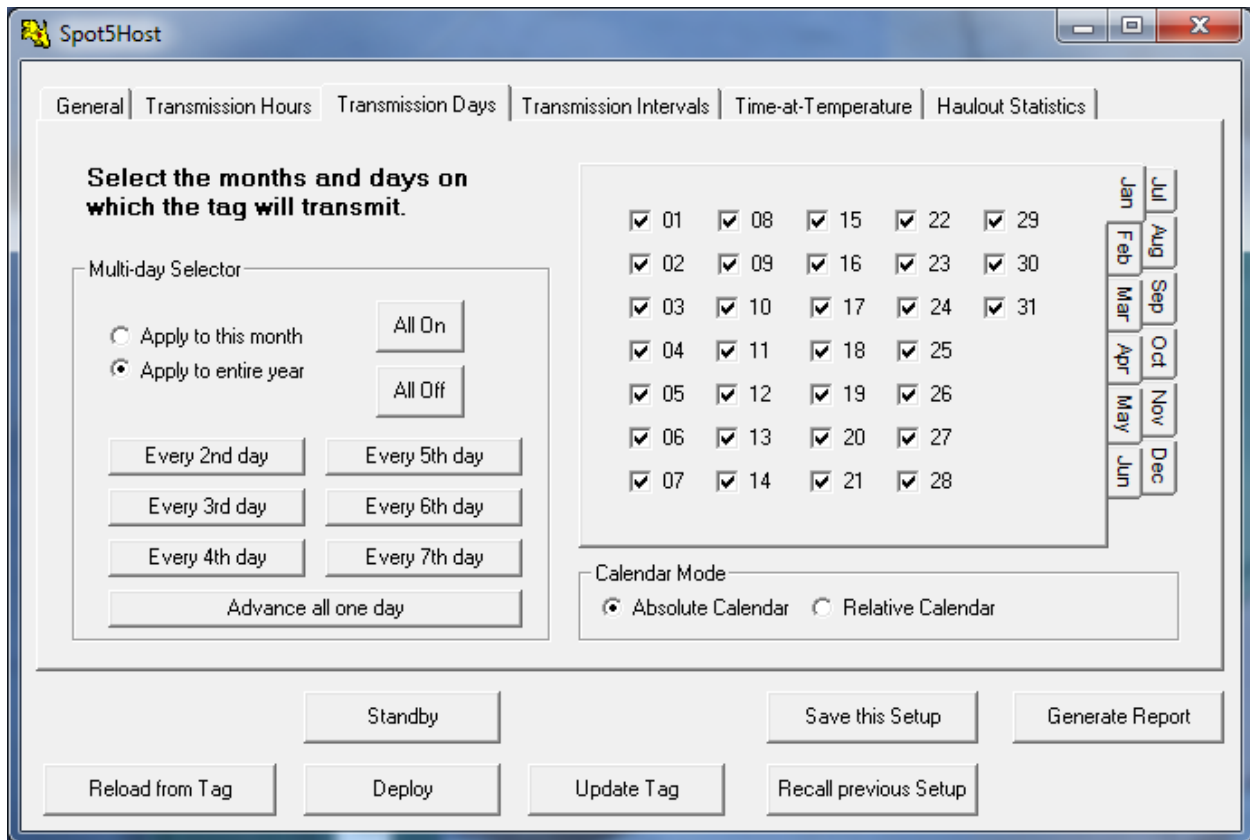 Spot5Host
General
Transmission Hours
Transmission Days
Transmission Intervals
Time-at-Temperature
Haulout Statistics
Select the months and days on
which the tag will transmit.
Multi-day Selector
Apply to this month
Apply to entire year
All On
All Off
Every 2nd day
Every 5th day
Every 3rd day
Every 6th day
Every 4th day
Every 7th day
Advance all one day
01 08 15 22 29
02 09 16 23 30
03 10 17 24 31
04 11 18 25
05 12 19 26
06 13 20 27
07 14 21 28
Jan
Feb
Mar
Apr
May
Jun
Jul
Aug
Sep
Oct
Nov
Dec
Calendar Mode
Absolute Calendar
Relative Calendar
Standby
Save this Setup
Generate Report
Reload from Tag
Deploy
Update Tag
Recall previous Setup